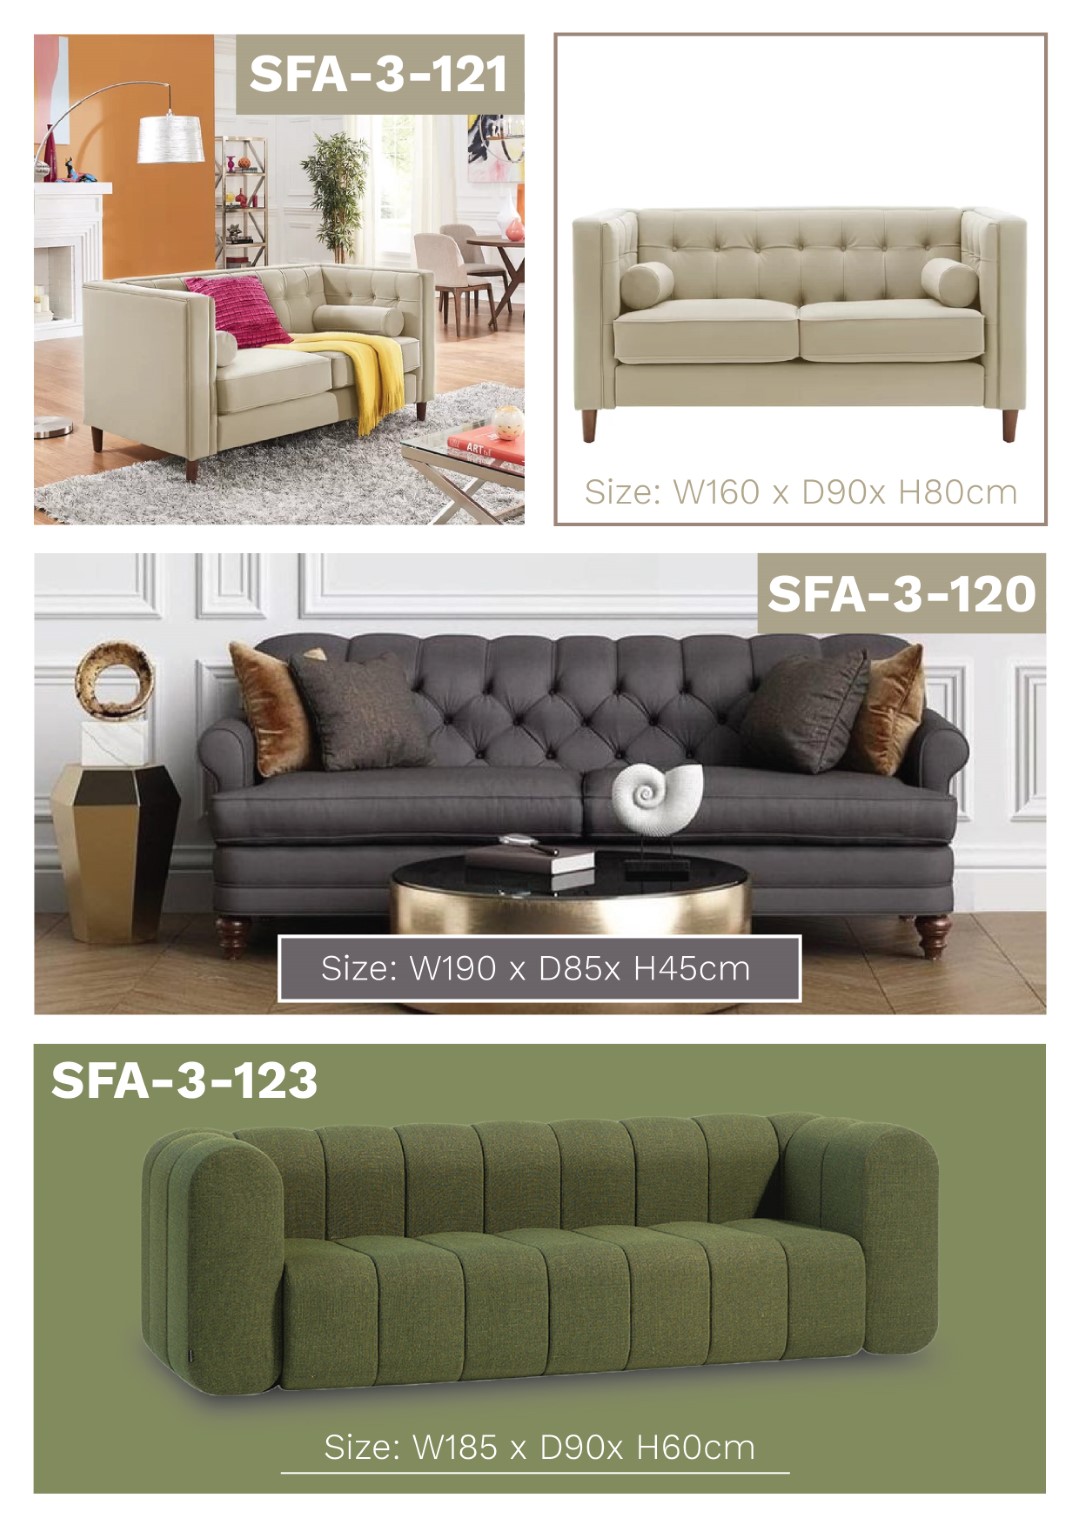 SFA-3-121
ART
Size: W160 x D90x H80cm
SFA-3-120
Size: W190 x D85x H45cm
SFA-3-123
Size: W185 x D90x H60cm